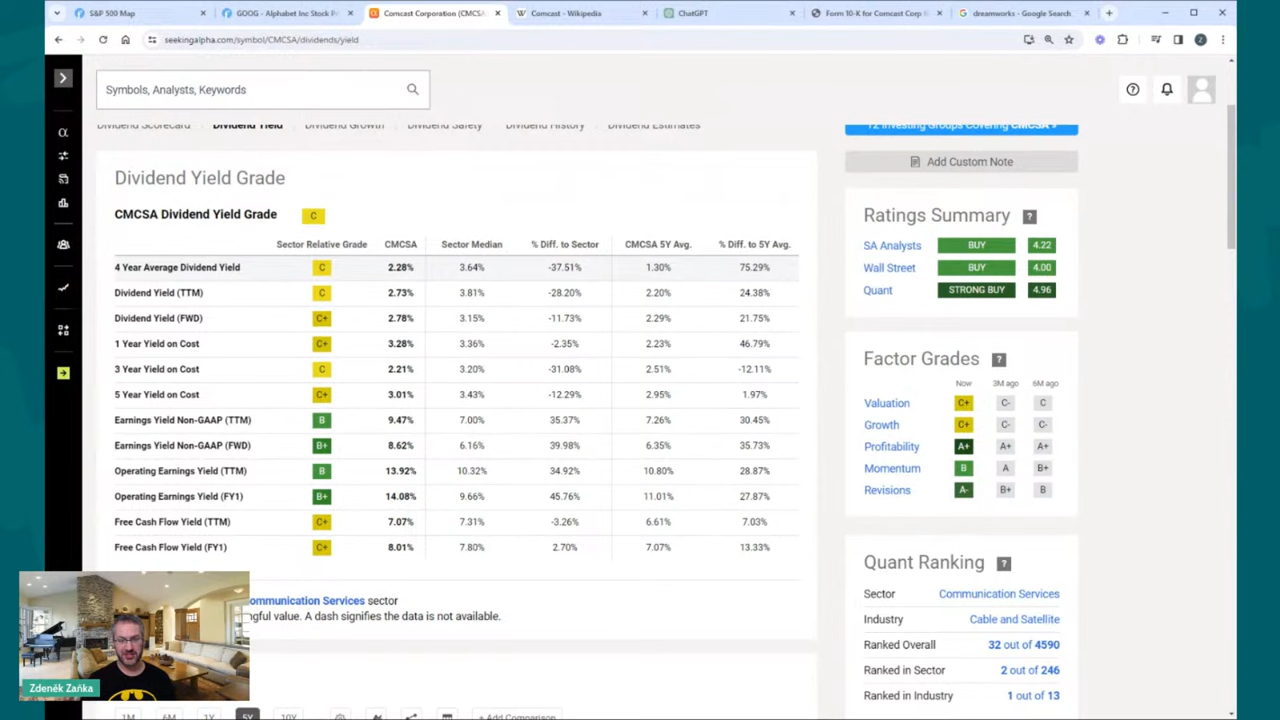 S&P 500 Map
GOOG - Alphabet Inc Stock P
Comcast Corporation (CMCSA
Comcast - Wikipedia
ChatGPT
Form 10-K for Comcast Corp
dreamworks - Google Search
seekingalpha.com/symbol/CMCSA/dividends/yield
Z
Symbols, Analysts, Keywords
Dividend Scorecard Dividend Yield Dividend Growth Dividend Safety Dividend History Dividend Estimates
12 Investing Groups Covering CMCSA »
Add Custom Note
Dividend Yield Grade
CMCSA Dividend Yield Grade C
Sector Relative Grade CMCSA Sector Median % Diff. to Sector CMCSA 5Y Avg. % Diff. to 5Y Avg.
4 Year Average Dividend Yield C 2.28% 3.64% -37.51% 1.30% 75.29%
Dividend Yield (TTM) C 2.73% 3.81% -28.20% 2.20% 24.38%
Dividend Yield (FWD) C+ 2.78% 3.15% -11.73% 2.29% 21.75%
1 Year Yield on Cost C+ 3.28% 3.36% -2.35% 2.23% 46.79%
3 Year Yield on Cost C 2.21% 3.20% -31.08% 2.51% -12.11%
5 Year Yield on Cost C+ 3.01% 3.43% -12.29% 2.95% 1.97%
Earnings Yield Non-GAAP (TTM) B 9.47% 7.00% 35.37% 7.26% 30.45%
Earnings Yield Non-GAAP (FWD) B+ 8.62% 6.16% 39.98% 6.35% 35.73%
Operating Earnings Yield (TTM) B 13.92% 10.32% 34.92% 10.80% 28.87%
Operating Earnings Yield (FY1) B+ 14.08% 9.66% 45.76% 11.01% 27.87%
Free Cash Flow Yield (TTM) C+ 7.07% 7.31% -3.26% 6.61% 7.03%
Free Cash Flow Yield (FY1) C+ 8.01% 7.80% 2.70% 7.07% 13.33%
ommunication Services sector
ngful value. A dash signifies the data is not available.
1M 6M 1Y 5Y 10Y + Add Comparison
Ratings Summary ?
SA Analysts BUY 4.22
Wall Street BUY 4.00
Quant STRONG BUY 4.96
Factor Grades ?
Now 3M ago 6M ago
Valuation C+ C- C
Growth C+ C- C-
Profitability A+ A+ A+
Momentum B A B+
Revisions A- B+ B
Quant Ranking ?
Sector Communication Services
Industry Cable and Satellite
Ranked Overall 32 out of 4590
Ranked in Sector 2 out of 246
Ranked in Industry 1 out of 13
Zdeněk Zaňka